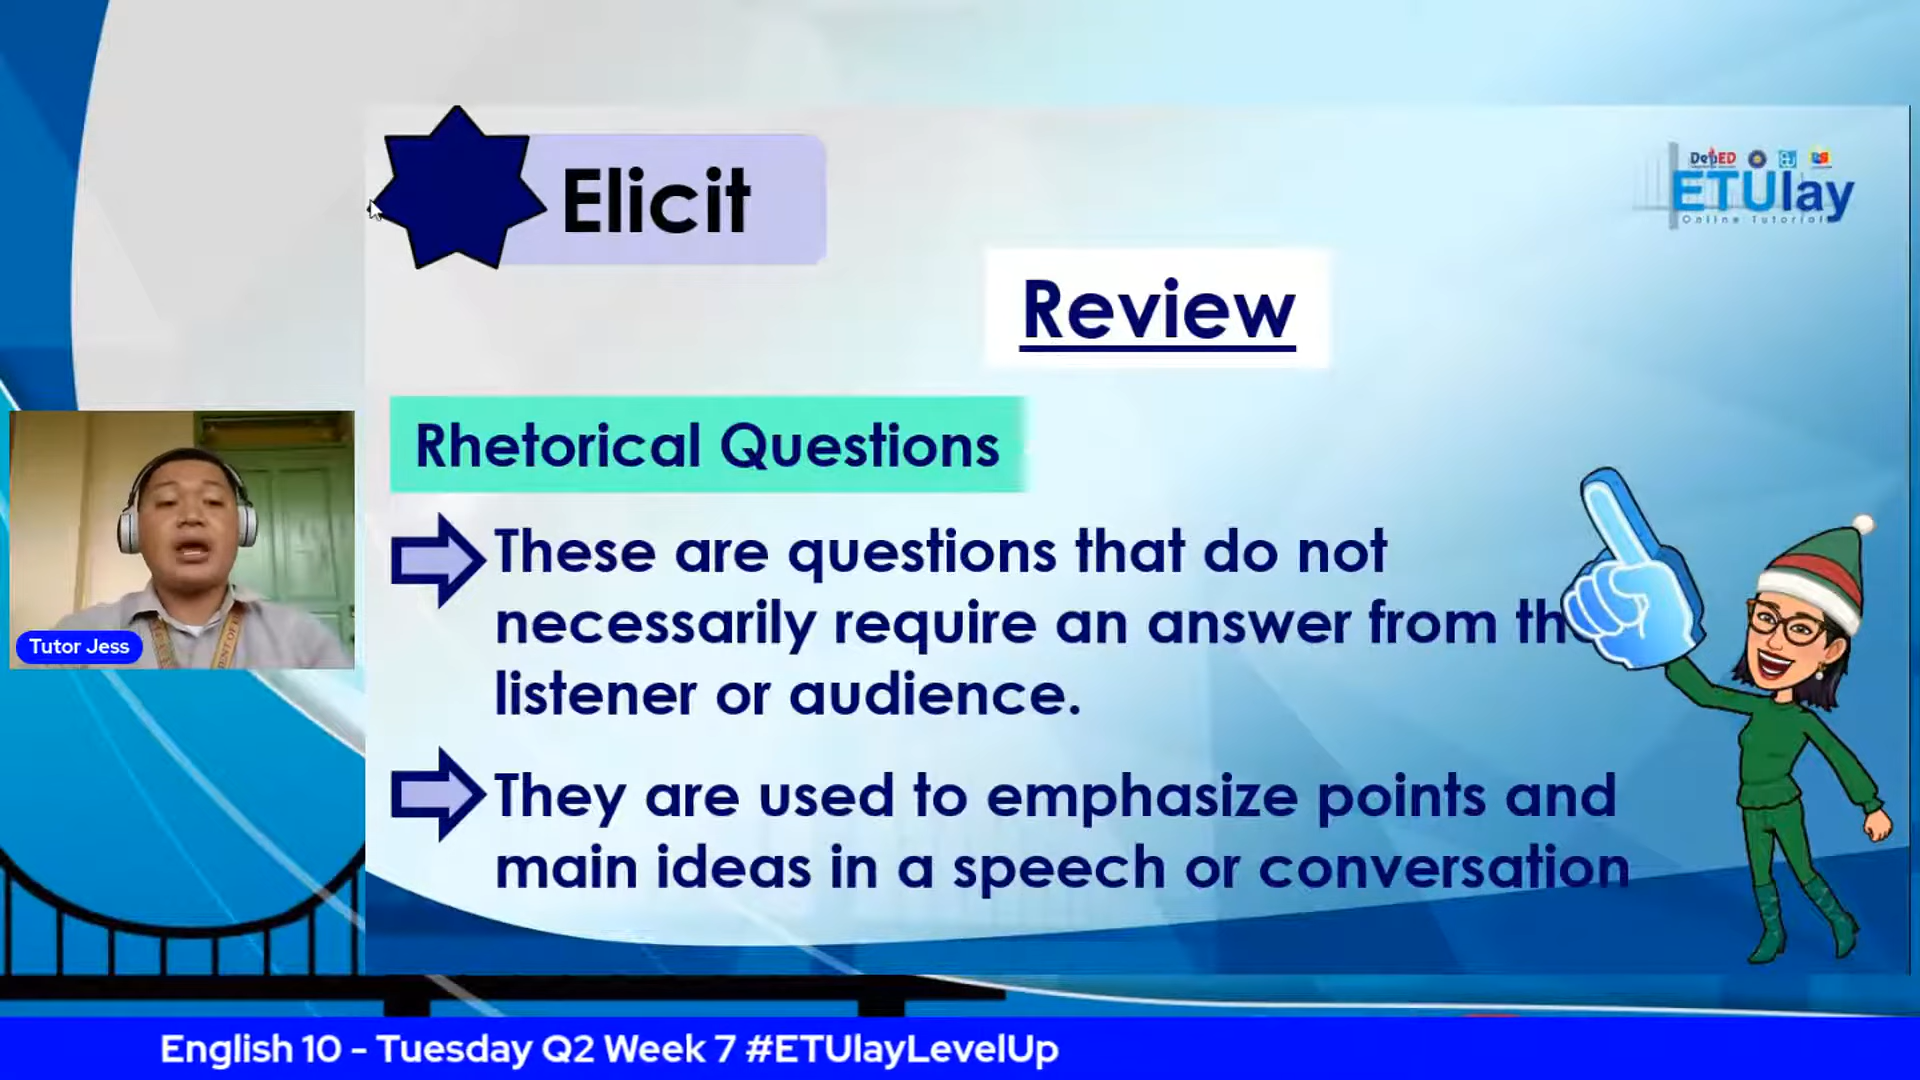 Elicit
DepED
ETUlay
Online Tutorial
Review
Rhetorical Questions
These are questions that do not
necessarily require an answer from th
listener or audience.
They are used to emphasize points and
main ideas in a speech or conversation
Tutor Jess
English 10 - Tuesday Q2 Week 7 #ETUlayLevelUp